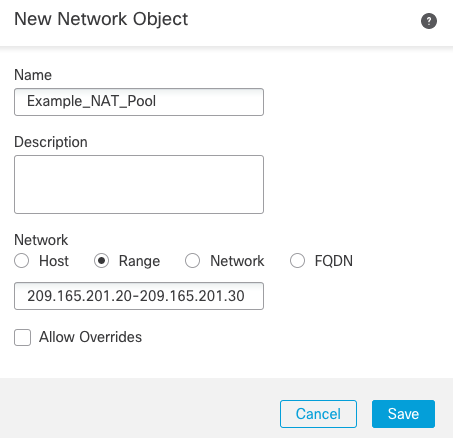 New Network Object
?
Name
Example_NAT_Pool
Description
Network
Host Range Network FQDN
209.165.201.20-209.165.201.30
Allow Overrides
Cancel Save